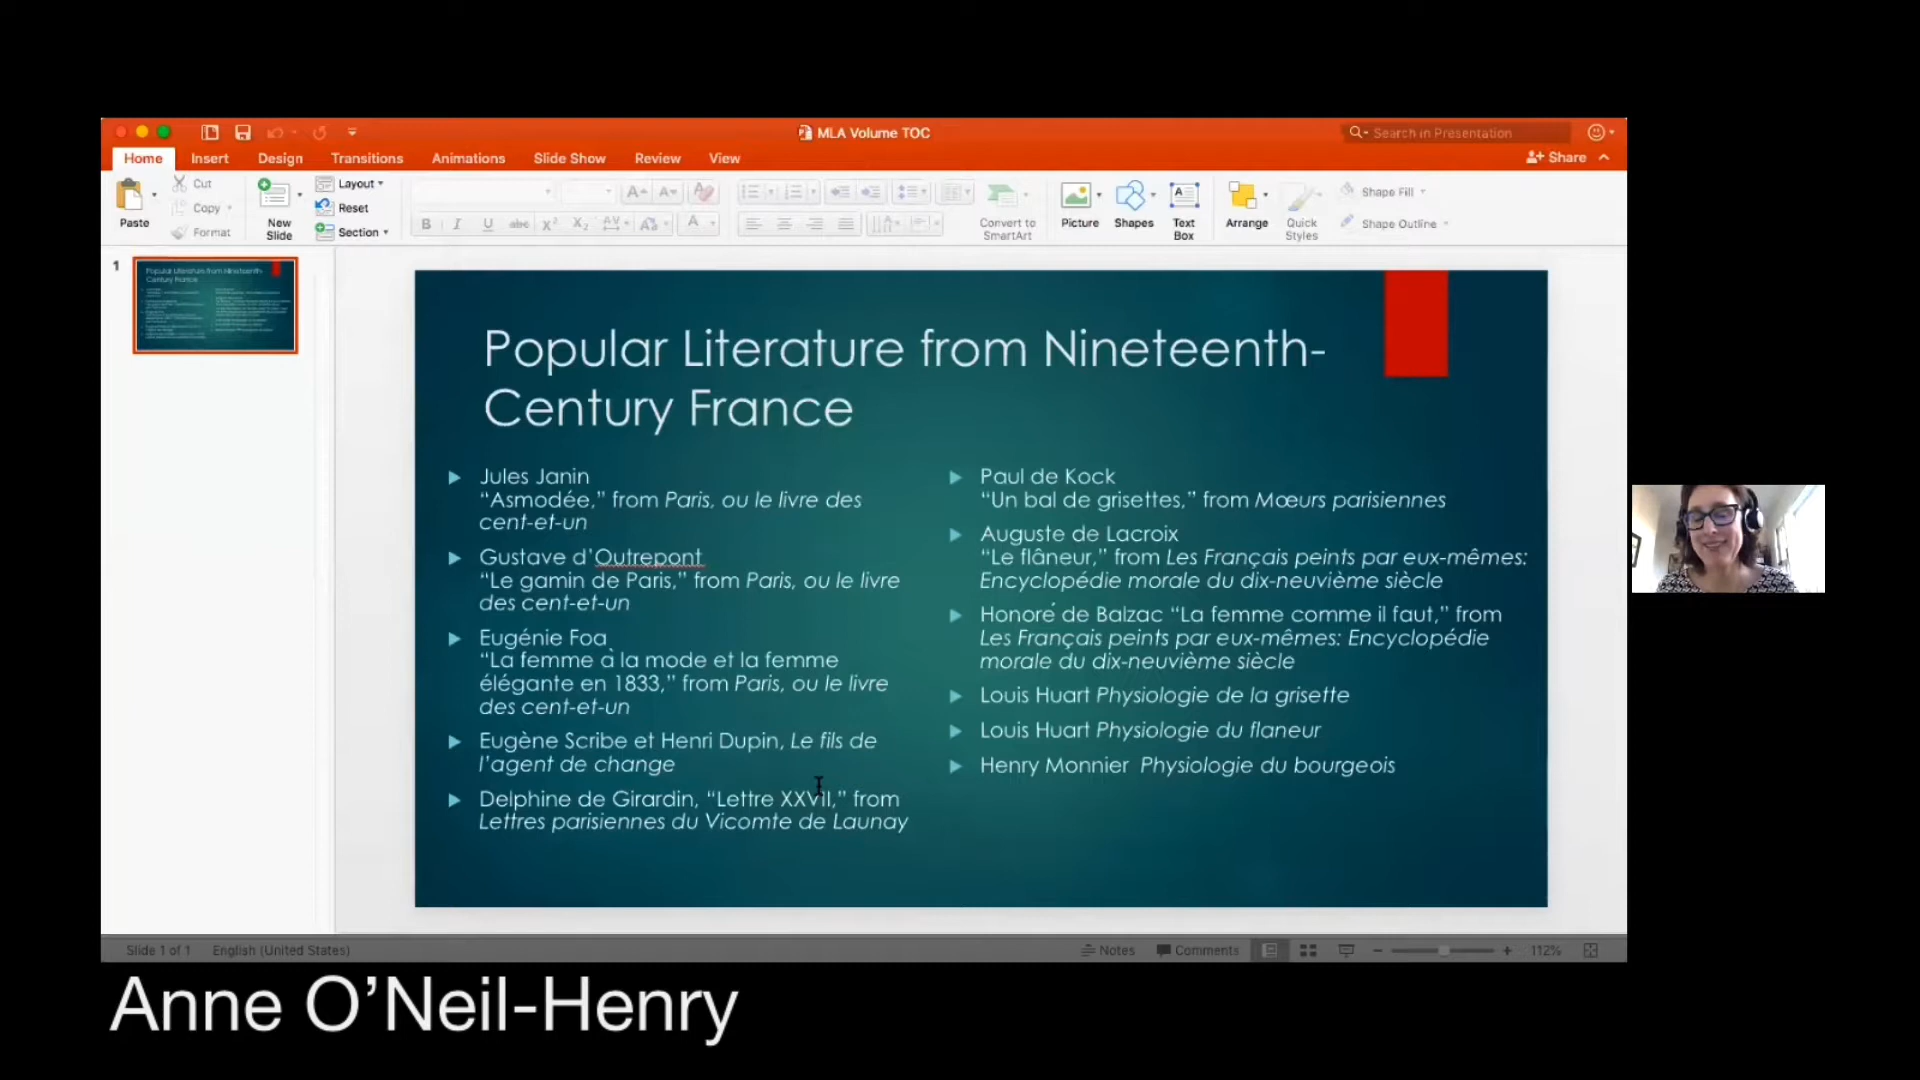 MLA Volume TOC
Search in Presentation
Home Insert Design Transitions Animations Slide Show Review View
Share
Paste
Cut
Copy
Format
New
Slide
Layout
Reset
Section
Convert to
SmartArt
Picture
Shapes
Text
Box
Arrange
Quick
Styles
Shape Fill
Shape Outline
1
Popular Literature from Nineteenth-
Century France
Jules Janin
“Asmodée,” from Paris, ou le livre des
cent-et-un
Gustave d’Outrepont
“Le gamin de Paris,” from Paris, ou le livre
des cent-et-un
Eugénie Foa
“La femme à la mode et la femme
élégante en 1833,” from Paris, ou le livre
des cent-et-un
Eugène Scribe et Henri Dupin, Le fils de
l’agent de change
Delphine de Girardin, “Lettre XXVII,” from
Lettres parisiennes du Vicomte de Launay
Paul de Kock
“Un bal de grisettes,” from Mœurs parisiennes
Auguste de Lacroix
“Le flâneur,” from Les Français peints par eux-mêmes:
Encyclopédie morale du dix-neuvième siècle
Honoré de Balzac “La femme comme il faut,” from
Les Français peints par eux-mêmes: Encyclopédie
morale du dix-neuvième siècle
Louis Huart Physiologie de la grisette
Louis Huart Physiologie du flaneur
Henry Monnier Physiologie du bourgeois
Slide 1 of 1 English (United States)
Notes Comments 112%
Anne O’Neil-Henry